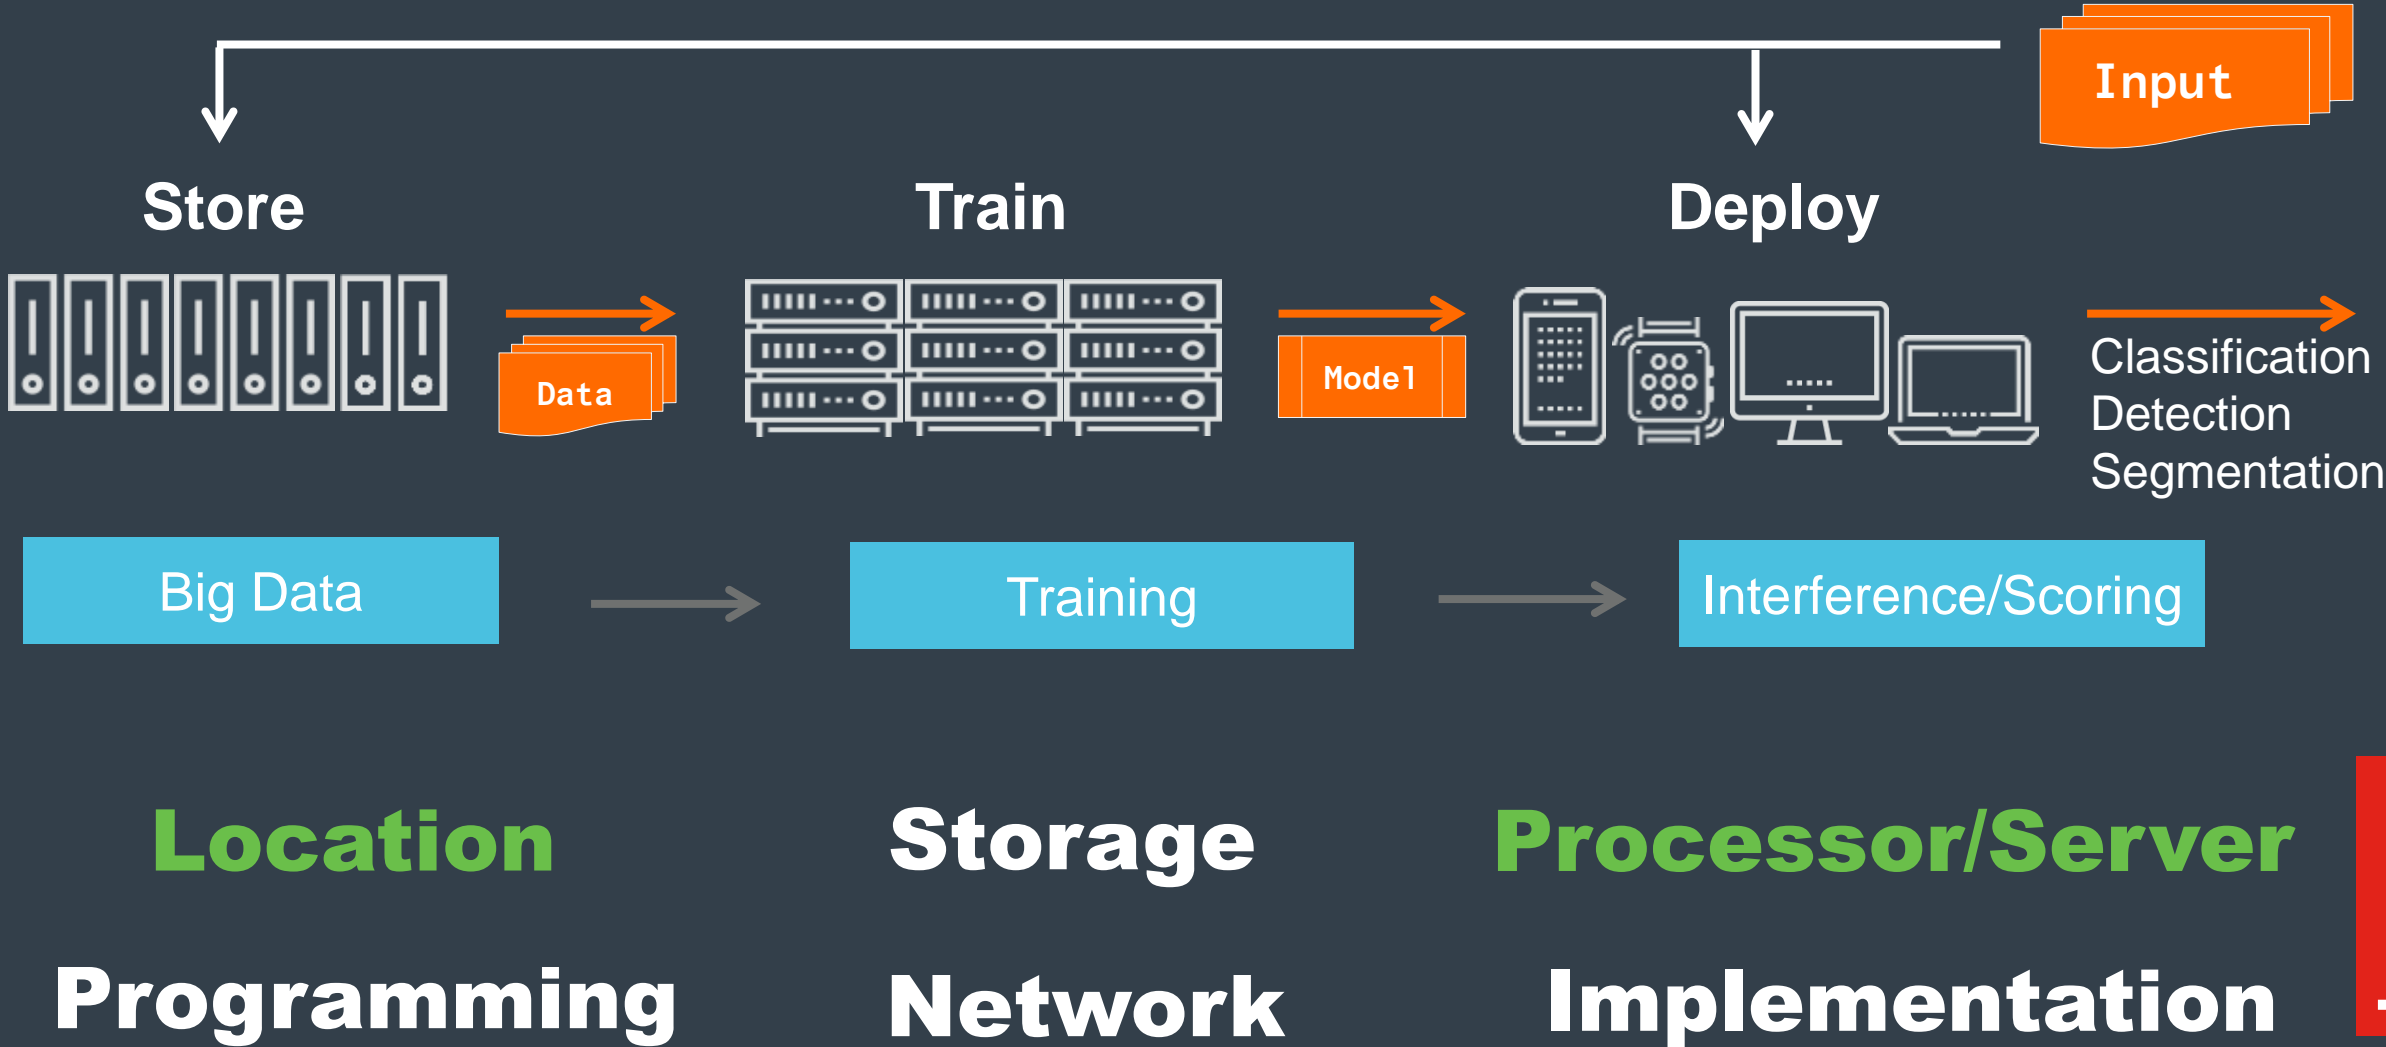 Input
Store
Train
Deploy
Data
Model
Classification
Detection
Segmentation
Big Data
Training
Interference/Scoring
Location
Storage
Processor/Server
Programming
Network
Implementation